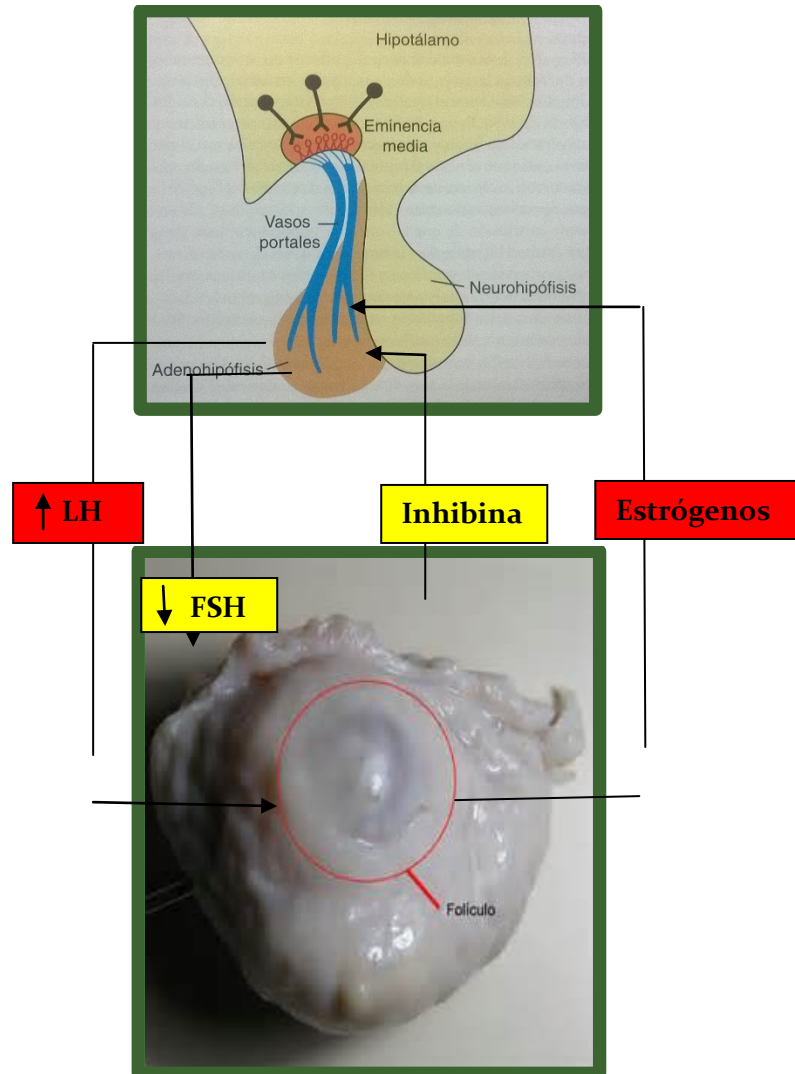 Hipotálamo
Eminencia
media
Vasos
portales
Neurohipófisis
Adenohipófisis
↑ LH
Inhibina
Estrógenos
↓ FSH
Folículo